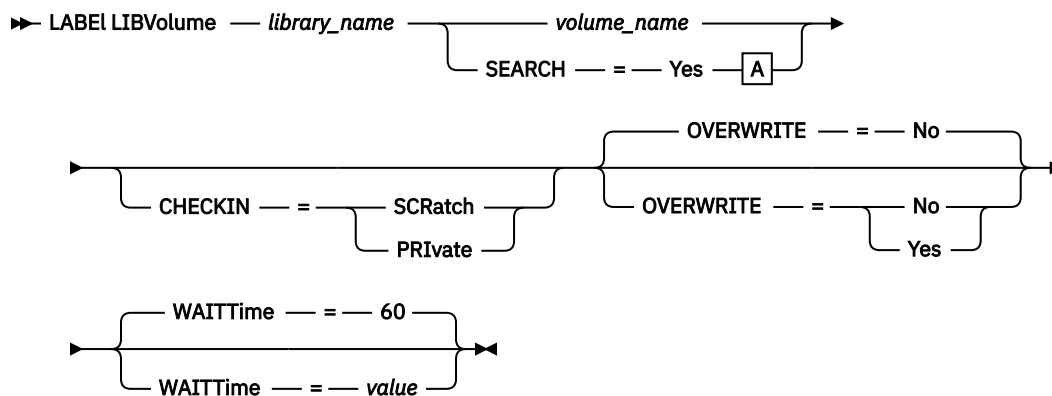 LABEl LIBVolume library_name volume_name
SEARCH = Yes A
OVERWRITE = No
CHECKIN = SCRatch OVERWRITE = No
PRIvate Yes
WAITTime = 60
WAITTime = value